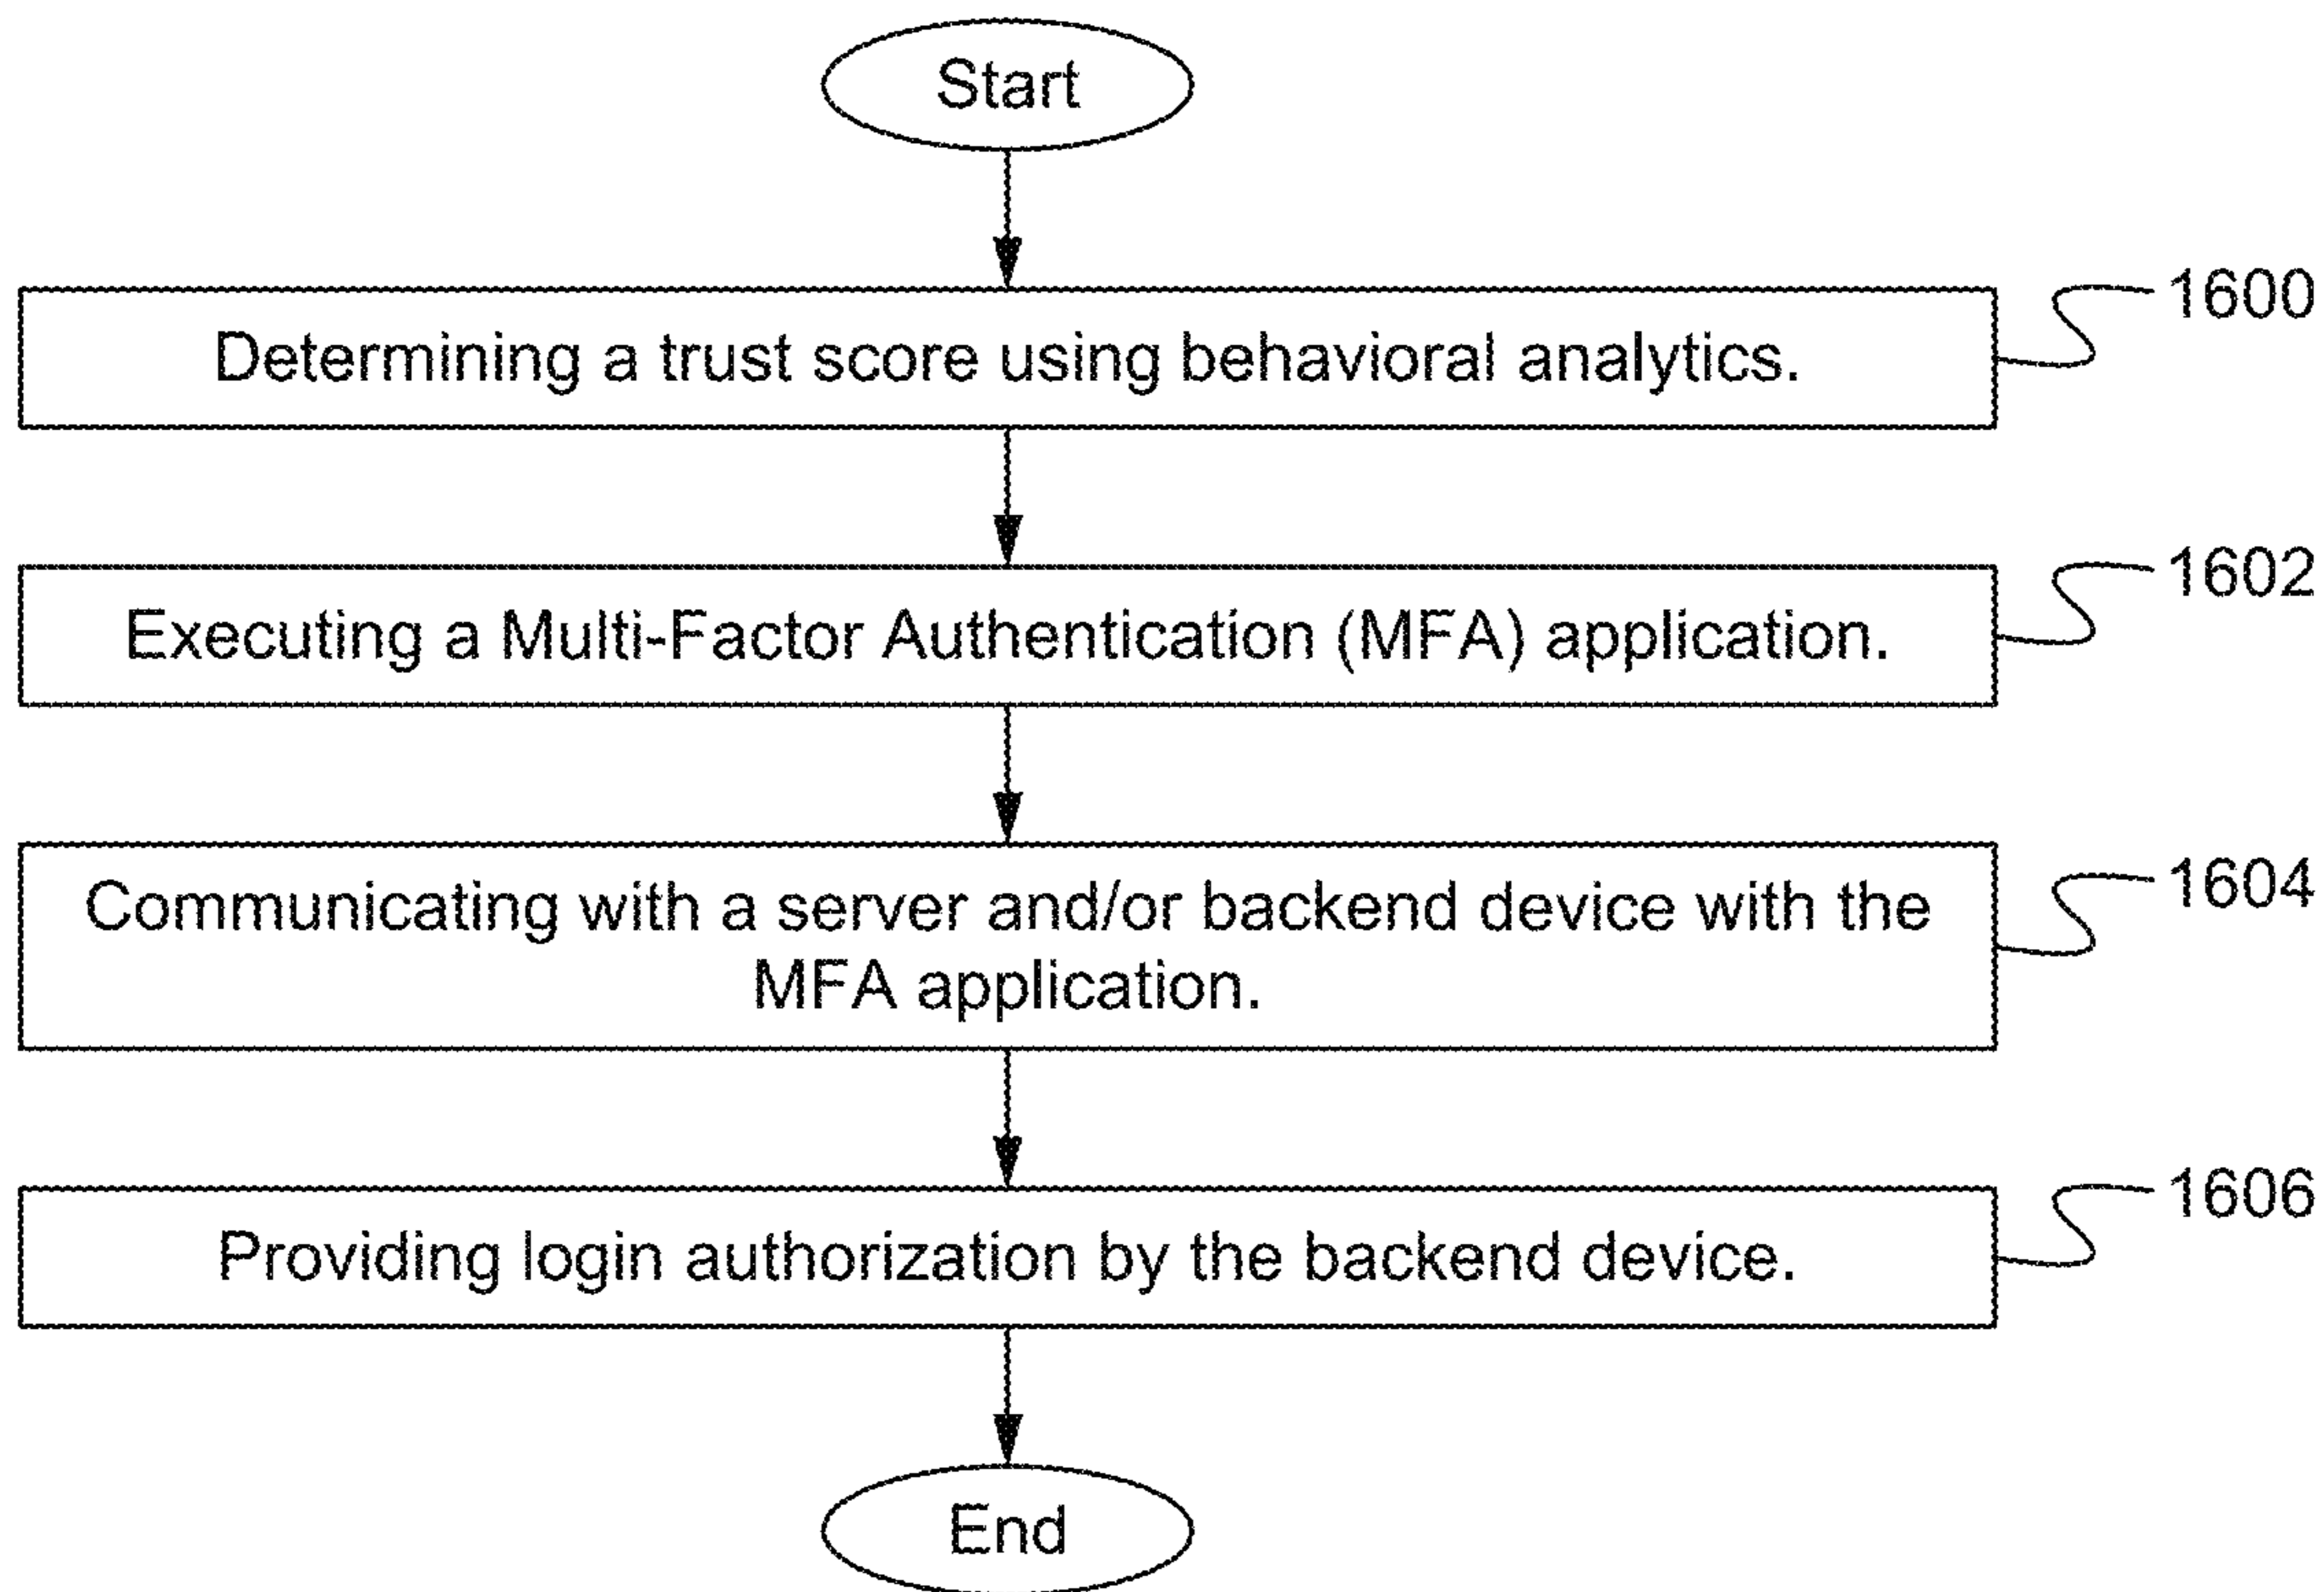 Start
1600
Determining a trust score using behavioral analytics.
1602
Executing a Multi-Factor Authentication (MFA) application.
1604
Communicating with a server and/or backend device with the
MFA application.
1606
Providing login authorization by the backend device.
End